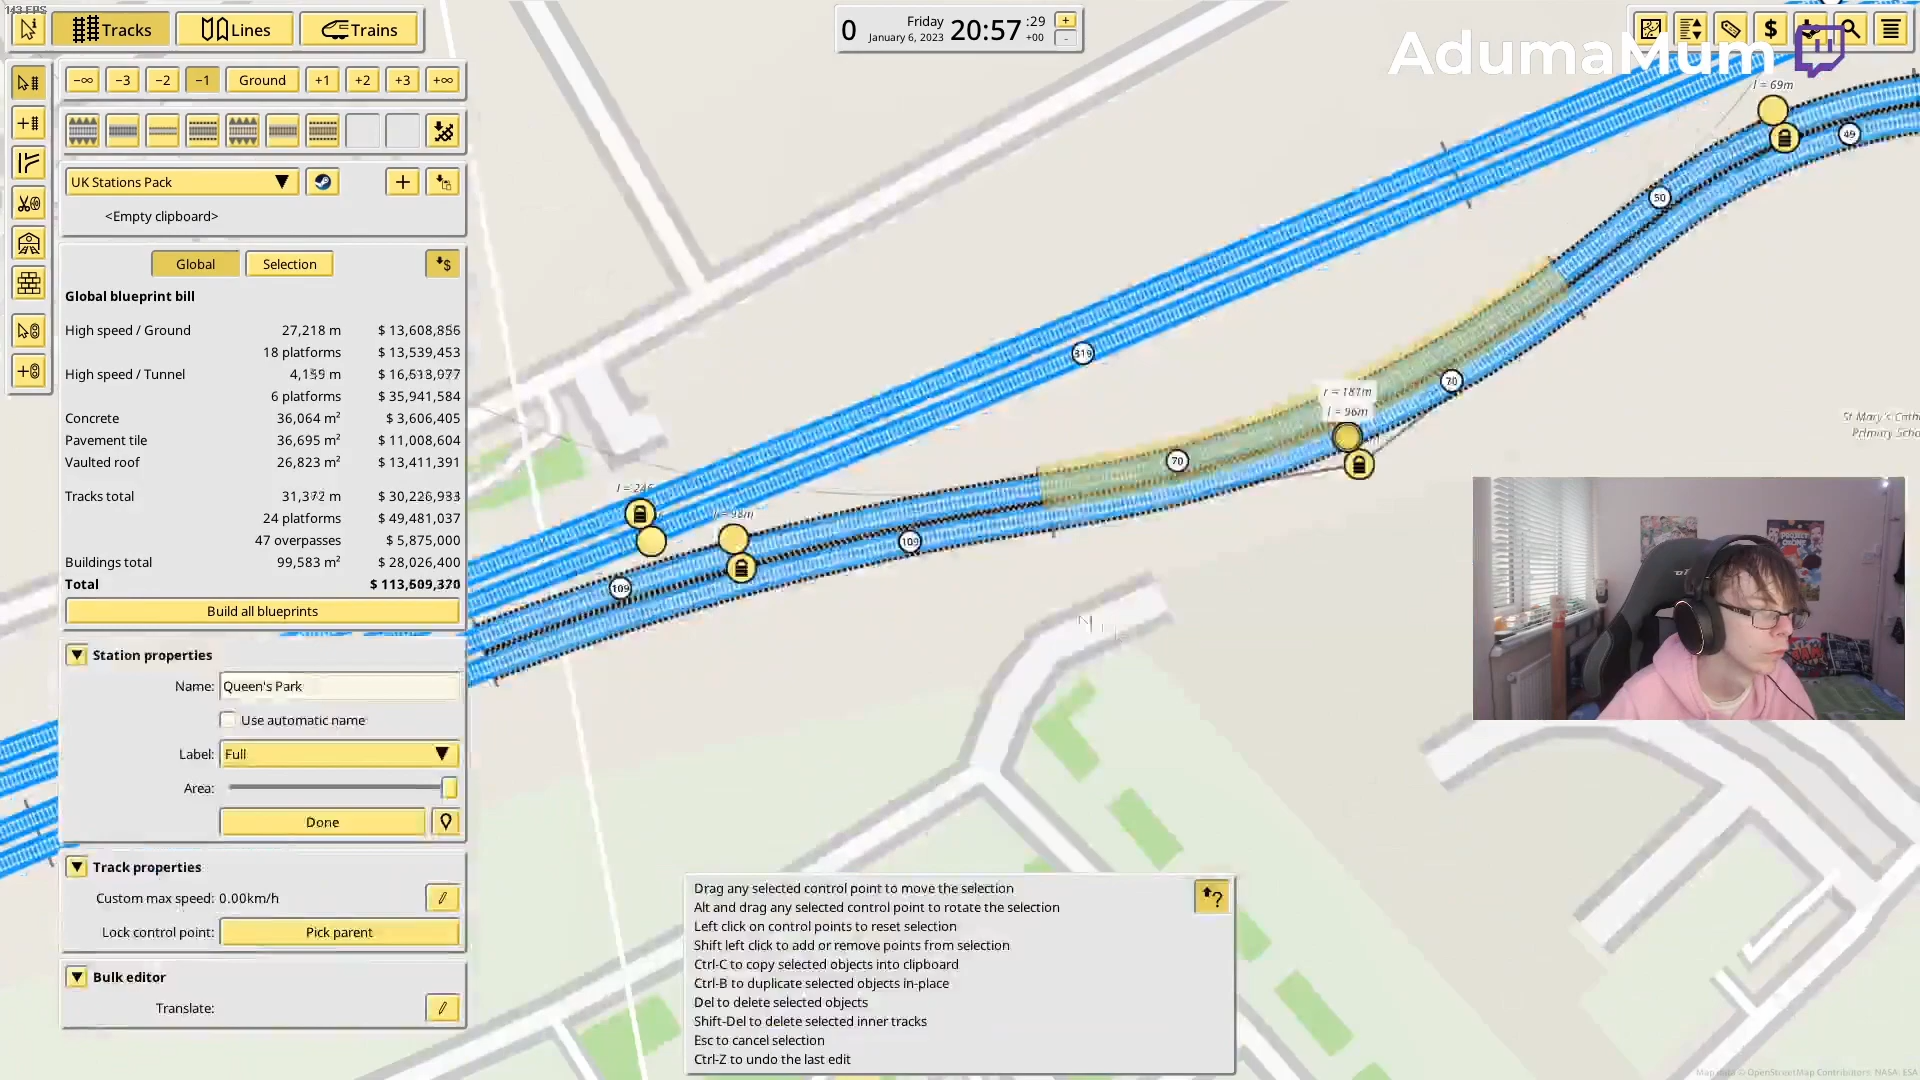 143 FPS
Tracks
Lines
Trains
0
Friday
January 6, 2023
20:57
:29
+00
+
-
AdumaMum
−∞
−3
−2
−1
Ground
+1
+2
+3
+∞
UK Stations Pack
<Empty clipboard>
Global
Selection
Global blueprint bill
High speed / Ground 27,218 m $ 13,608,856
18 platforms $ 13,539,453
High speed / Tunnel 4,159 m
6 platforms $ 35,941,584
Concrete 36,064 m² $ 3,606,405
Pavement tile 36,695 m² $ 11,008,604
Vaulted roof 26,823 m² $ 13,411,391
Tracks total $ 30,226,933
24 platforms $ 49,481,037
47 overpasses $ 5,875,000
Buildings total 99,583 m² $ 28,026,400
Total $ 113,609,370
Build all blueprints
Station properties
Name: Queen's Park
Use automatic name
Label: Full
Area:
Done
Track properties
Custom max speed: 0.00km/h
Lock control point: Pick parent
Bulk editor
Translate:
l = 69m
49
50
319
70
r = 181m
l = 96m
70
l = 246
109
109
St Mary's Cath
Primary Scho
Drag any selected control point to move the selection
Alt and drag any selected control point to rotate the selection
Left click on control points to reset selection
Shift left click to add or remove points from selection
Ctrl-C to copy selected objects into clipboard
Ctrl-B to duplicate selected objects in-place
Del to delete selected objects
Shift-Del to delete selected inner tracks
Esc to cancel selection
Ctrl-Z to undo the last edit
Map data © OpenStreetMap Contributors, NASA, ESA